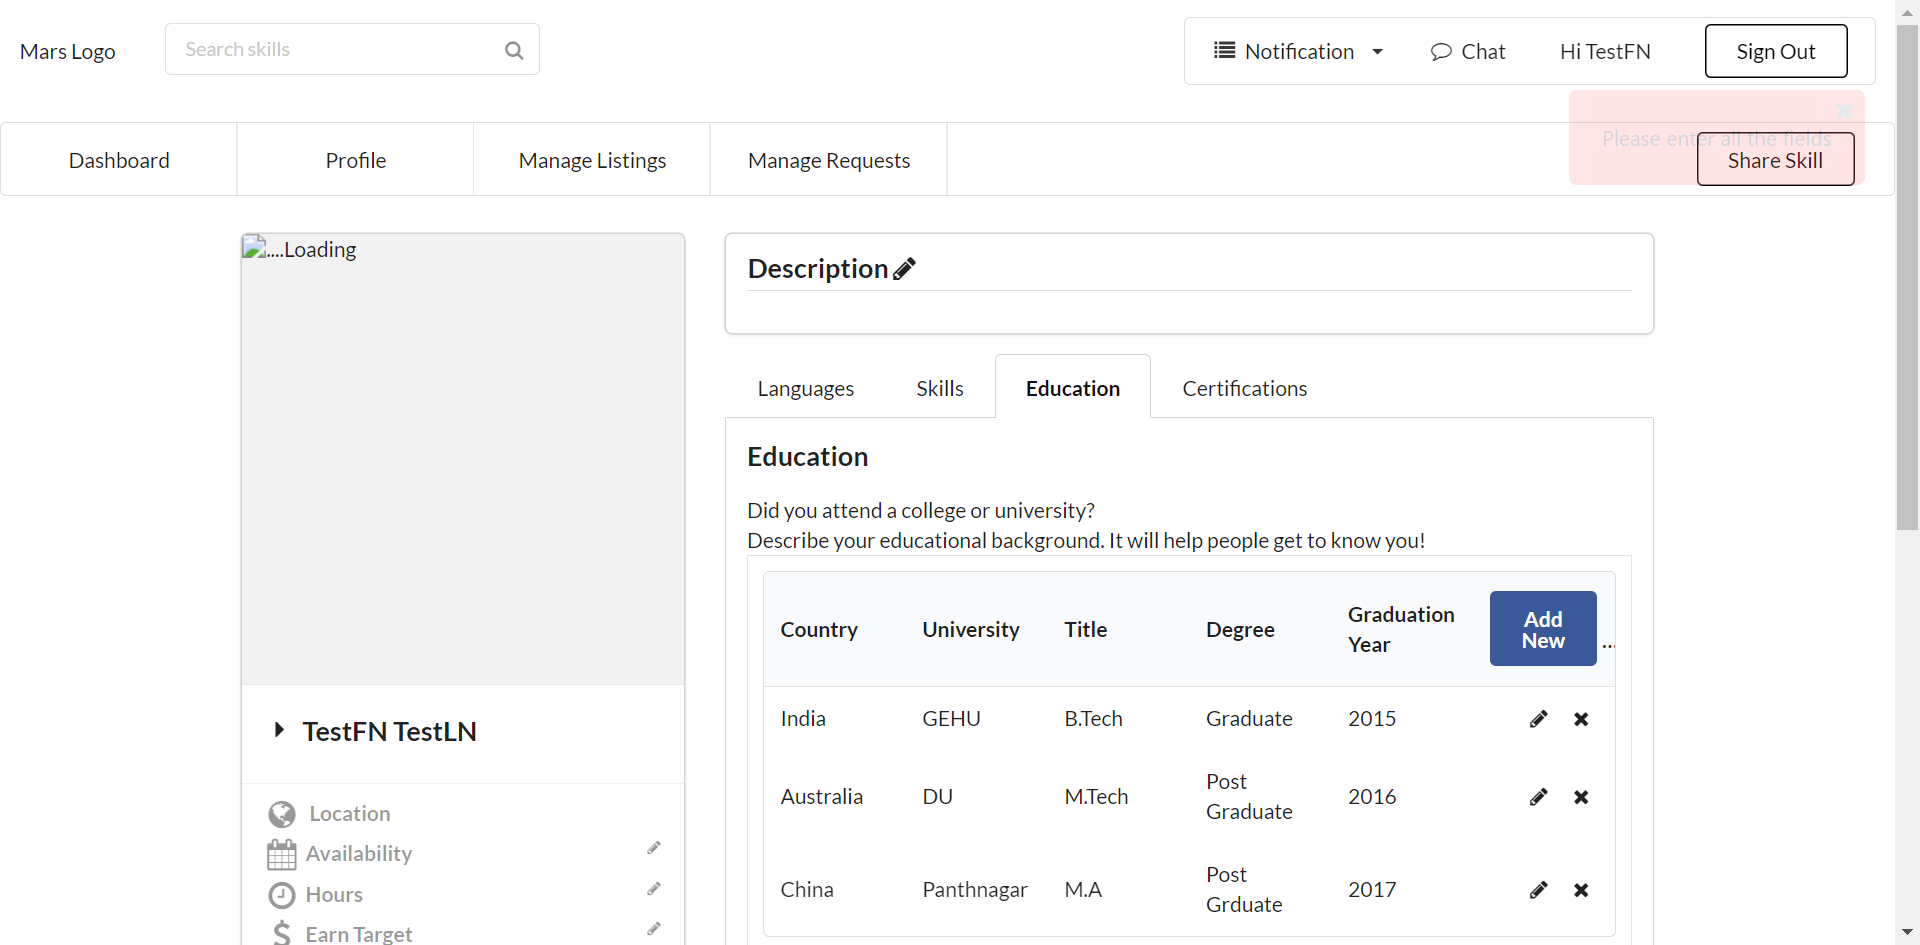 Mars Logo
Search skills
Notification
Chat
Hi TestFN
Sign Out
Please enter all the fields
Dashboard
Profile
Manage Listings
Manage Requests
Share Skill
....Loading
TestFN TestLN
Location
Availability
Hours
Earn Target
Description
Languages
Skills
Education
Certifications
Education
Did you attend a college or university?
Describe your educational background. It will help people get to know you!
Country University Title Degree Graduation Year Add New ...
India GEHU B.Tech Graduate 2015
Australia DU M.Tech Post Graduate 2016
China Panthnagar M.A Post Grduate 2017